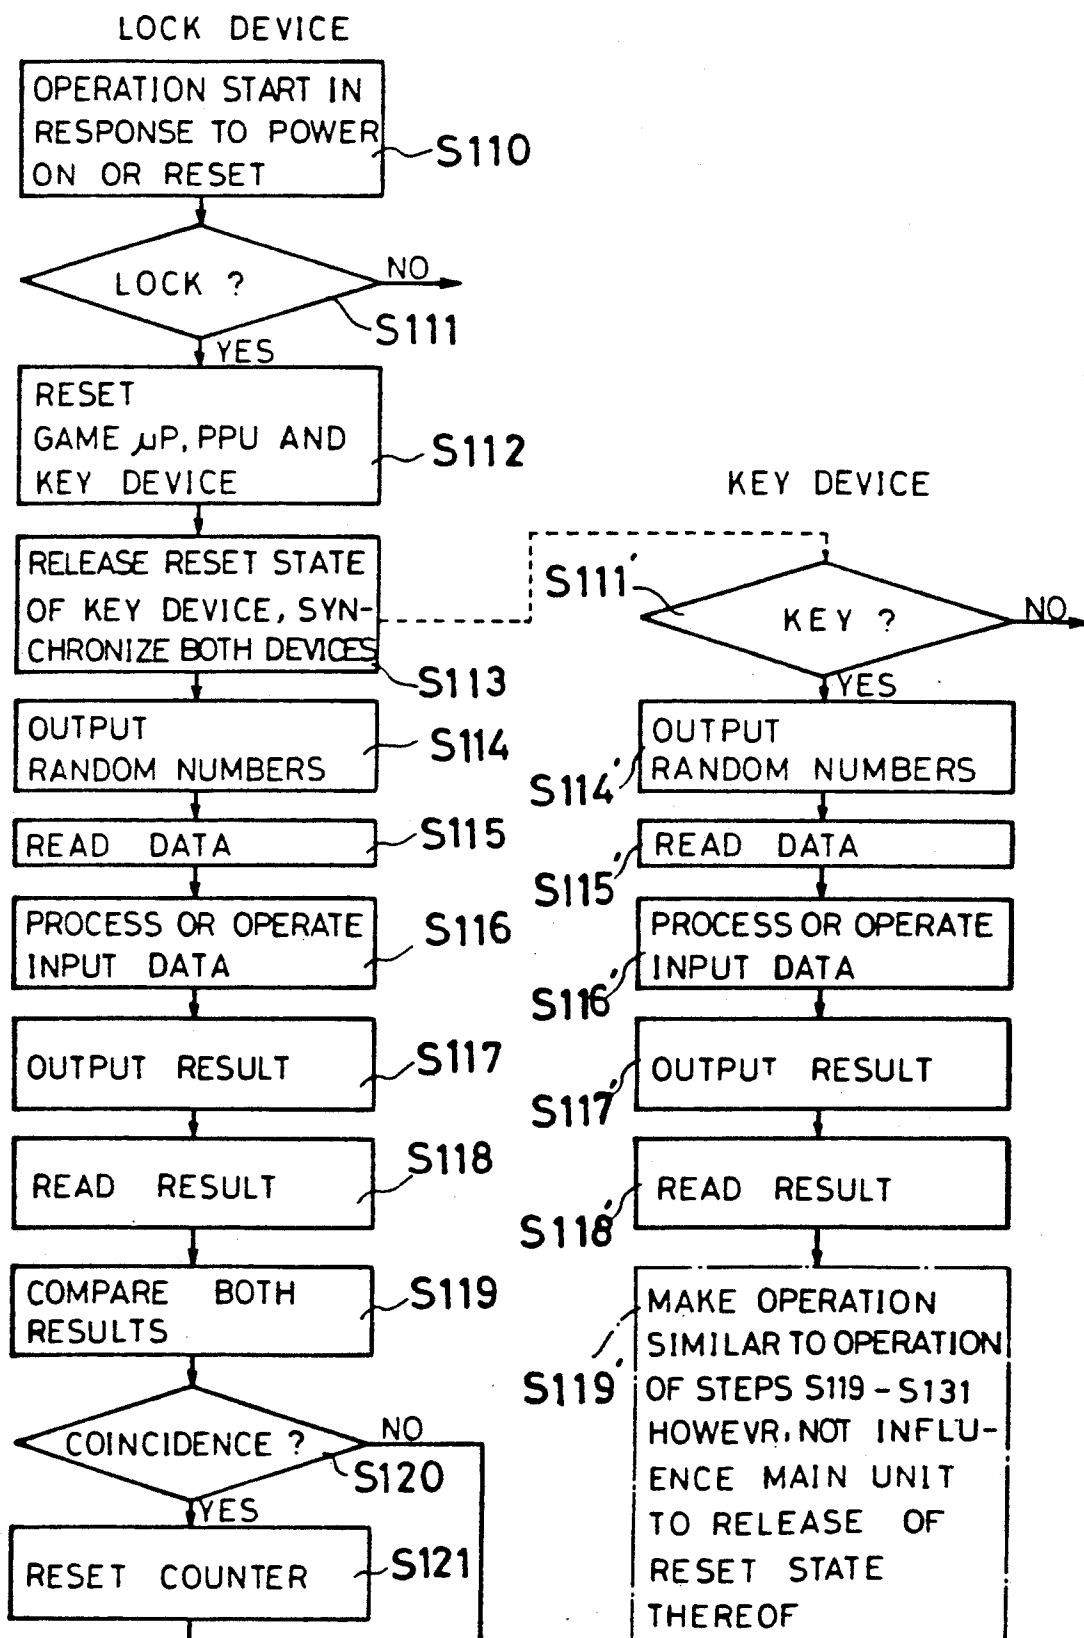 LOCK DEVICE
OPERATION START IN
RESPONSE TO POWER
ON OR RESET
S110
LOCK ?
NO
S111
YES
RESET
GAME µP, PPU AND
KEY DEVICE
S112
RELEASE RESET STATE
OF KEY DEVICE, SYN-
CHRONIZE BOTH DEVICES
S113
OUTPUT
RANDOM NUMBERS
S114
READ DATA
S115
PROCESS OR OPERATE
INPUT DATA
S116
OUTPUT RESULT
S117
READ RESULT
S118
COMPARE BOTH
RESULTS
S119
COINCIDENCE ?
NO
S120
YES
RESET COUNTER
S121
KEY DEVICE
S111'
KEY ?
NO
YES
OUTPUT
RANDOM NUMBERS
S114'
READ DATA
S115'
PROCESS OR OPERATE
INPUT DATA
S116'
OUTPUT RESULT
S117'
READ RESULT
S118'
MAKE OPERATION
SIMILAR TO OPERATION
OF STEPS S119-S131
HOWEVR, NOT INFLU-
ENCE MAIN UNIT
TO RELEASE OF
RESET STATE
THEREOF
S119'